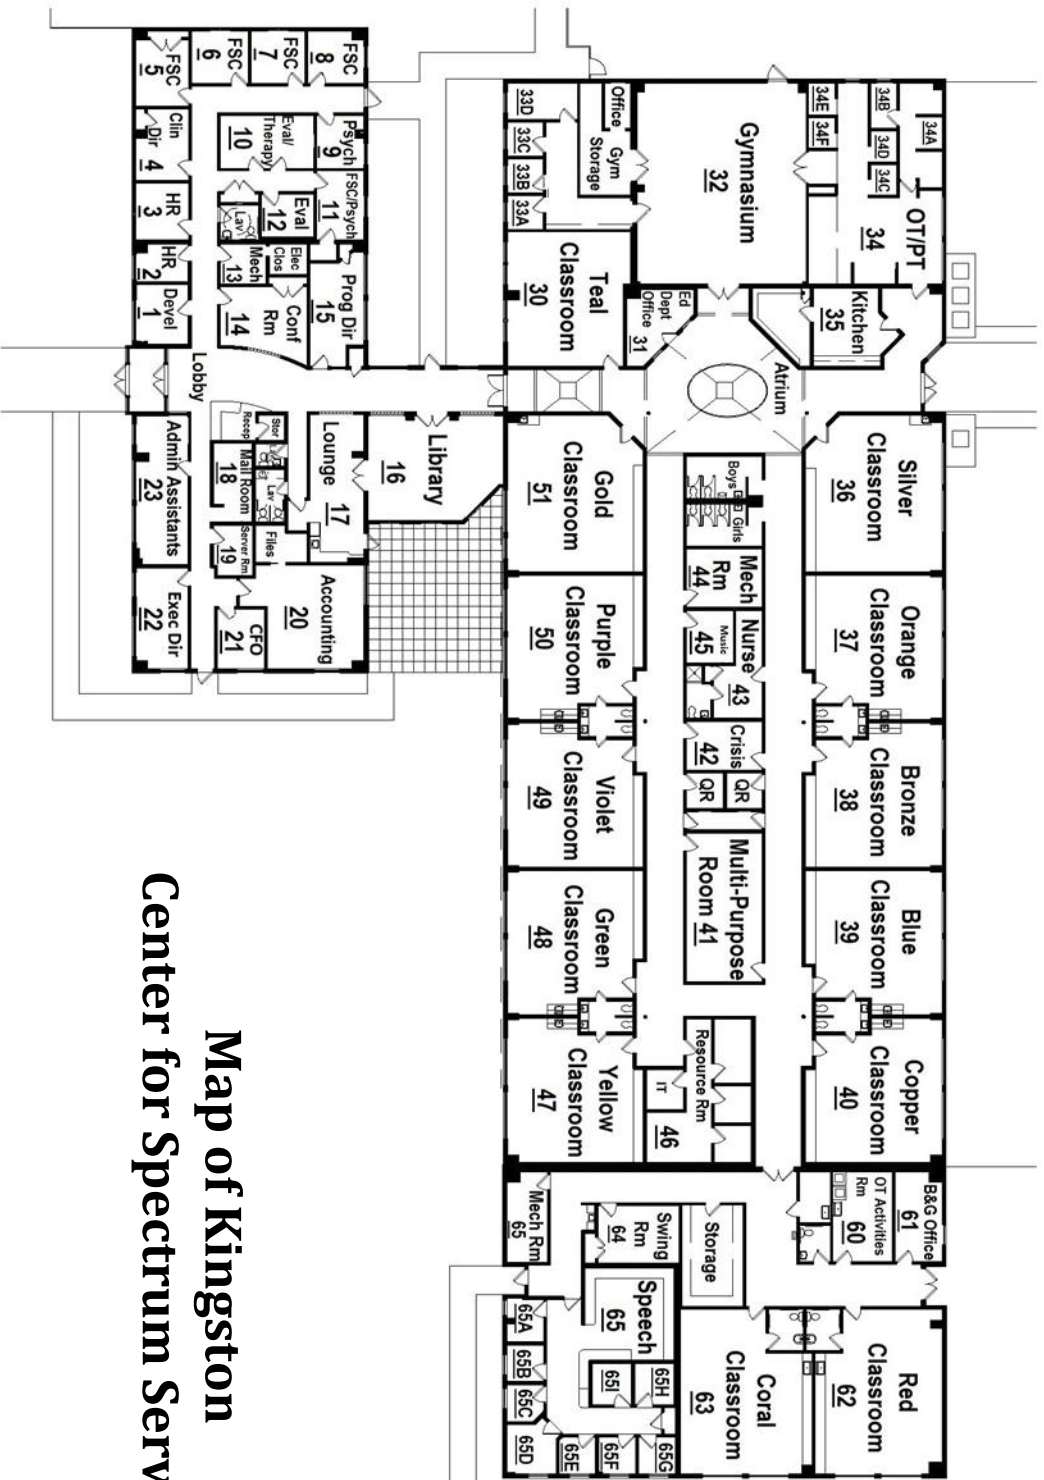 Map of Kingston
Center for Spectrum Serv
FSC
5
FSC
6
FSC
7
FSC
8
Clin
Dir 4
HR
3
HR
2
Devel
1
Eval/
Therapy
10
Psych
9
FSC/Psych
11
Eval
12
Lav
Mech
13
Elec
Clos
Conf
Rm
14
Prog Dir
15
Lobby
Recep
Stor
Library
16
Lounge
17
Mail Room
18
Lav
Server Rm
19
Files
Accounting
20
CFO
21
Exec Dir
22
Admin Assistants
23
33D
33C
33B
33A
Office
Gym
Storage
Gymnasium
32
34E
34F
34B
34A
34D
34C
OT/PT
34
Teal
Classroom
30
Ed
Dept
Office 31
Kitchen
35
Atrium
Silver
Classroom
36
Orange
Classroom
37
Bronze
Classroom
38
Blue
Classroom
39
Copper
Classroom
40
Boys
Girls
Mech
Rm
44
Nurse
43
Music
45
Crisis
42
QR
QR
Multi-Purpose
Room 41
Resource Rm
46
IT
Gold
Classroom
51
Purple
Classroom
50
Violet
Classroom
49
Green
Classroom
48
Yellow
Classroom
47
B&G Office
61
OT Activities
Rm
60
Storage
Swing
Rm
64
Mech Rm
65
Speech
65
65A
65B
65C
65D
65E
65F
65G
65H
65I
Red
Classroom
62
Coral
Classroom
63